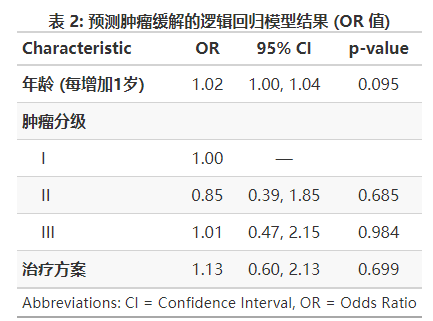 表 2: 预测肿瘤缓解的逻辑回归模型结果 (OR 值)
Characteristic OR 95% CI p-value
年龄 (每增加1岁) 1.02 1.00, 1.04 0.095
肿瘤分级
I 1.00 —
II 0.85 0.39, 1.85 0.685
III 1.01 0.47, 2.15 0.984
治疗方案 1.13 0.60, 2.13 0.699
Abbreviations: CI = Confidence Interval, OR = Odds Ratio